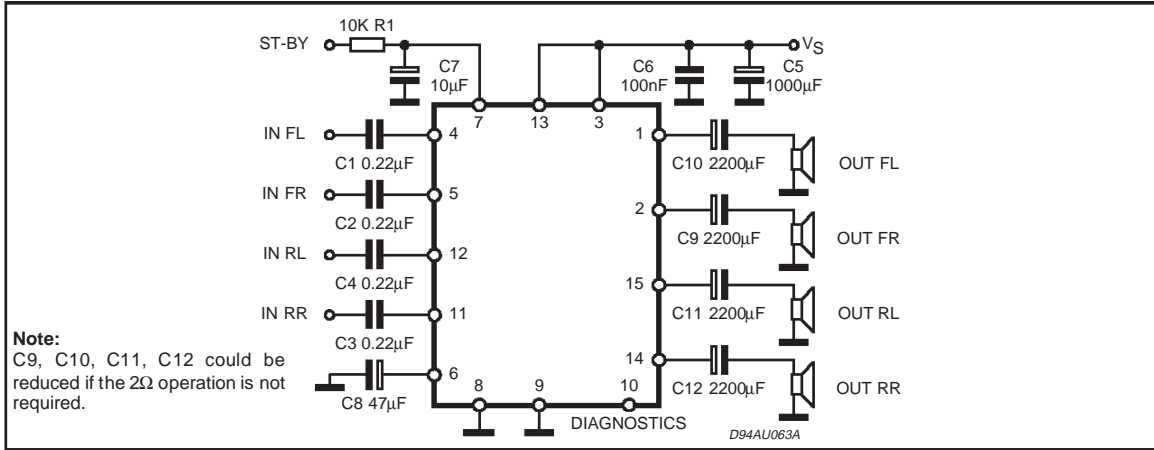 10K R1
ST-BY
VS
C7
10µF
C6
100nF
C5
1000µF
7
13
3
IN FL
4
C1 0.22µF
1
C10 2200µF
OUT FL
IN FR
5
C2 0.22µF
2
C9 2200µF
OUT FR
IN RL
12
C4 0.22µF
15
C11 2200µF
OUT RL
IN RR
11
C3 0.22µF
14
C12 2200µF
OUT RR
6
C8 47µF
8
9
10
DIAGNOSTICS
D94AU063A
Note:
C9, C10, C11, C12 could be
reduced if the 2Ω operation is not
required.